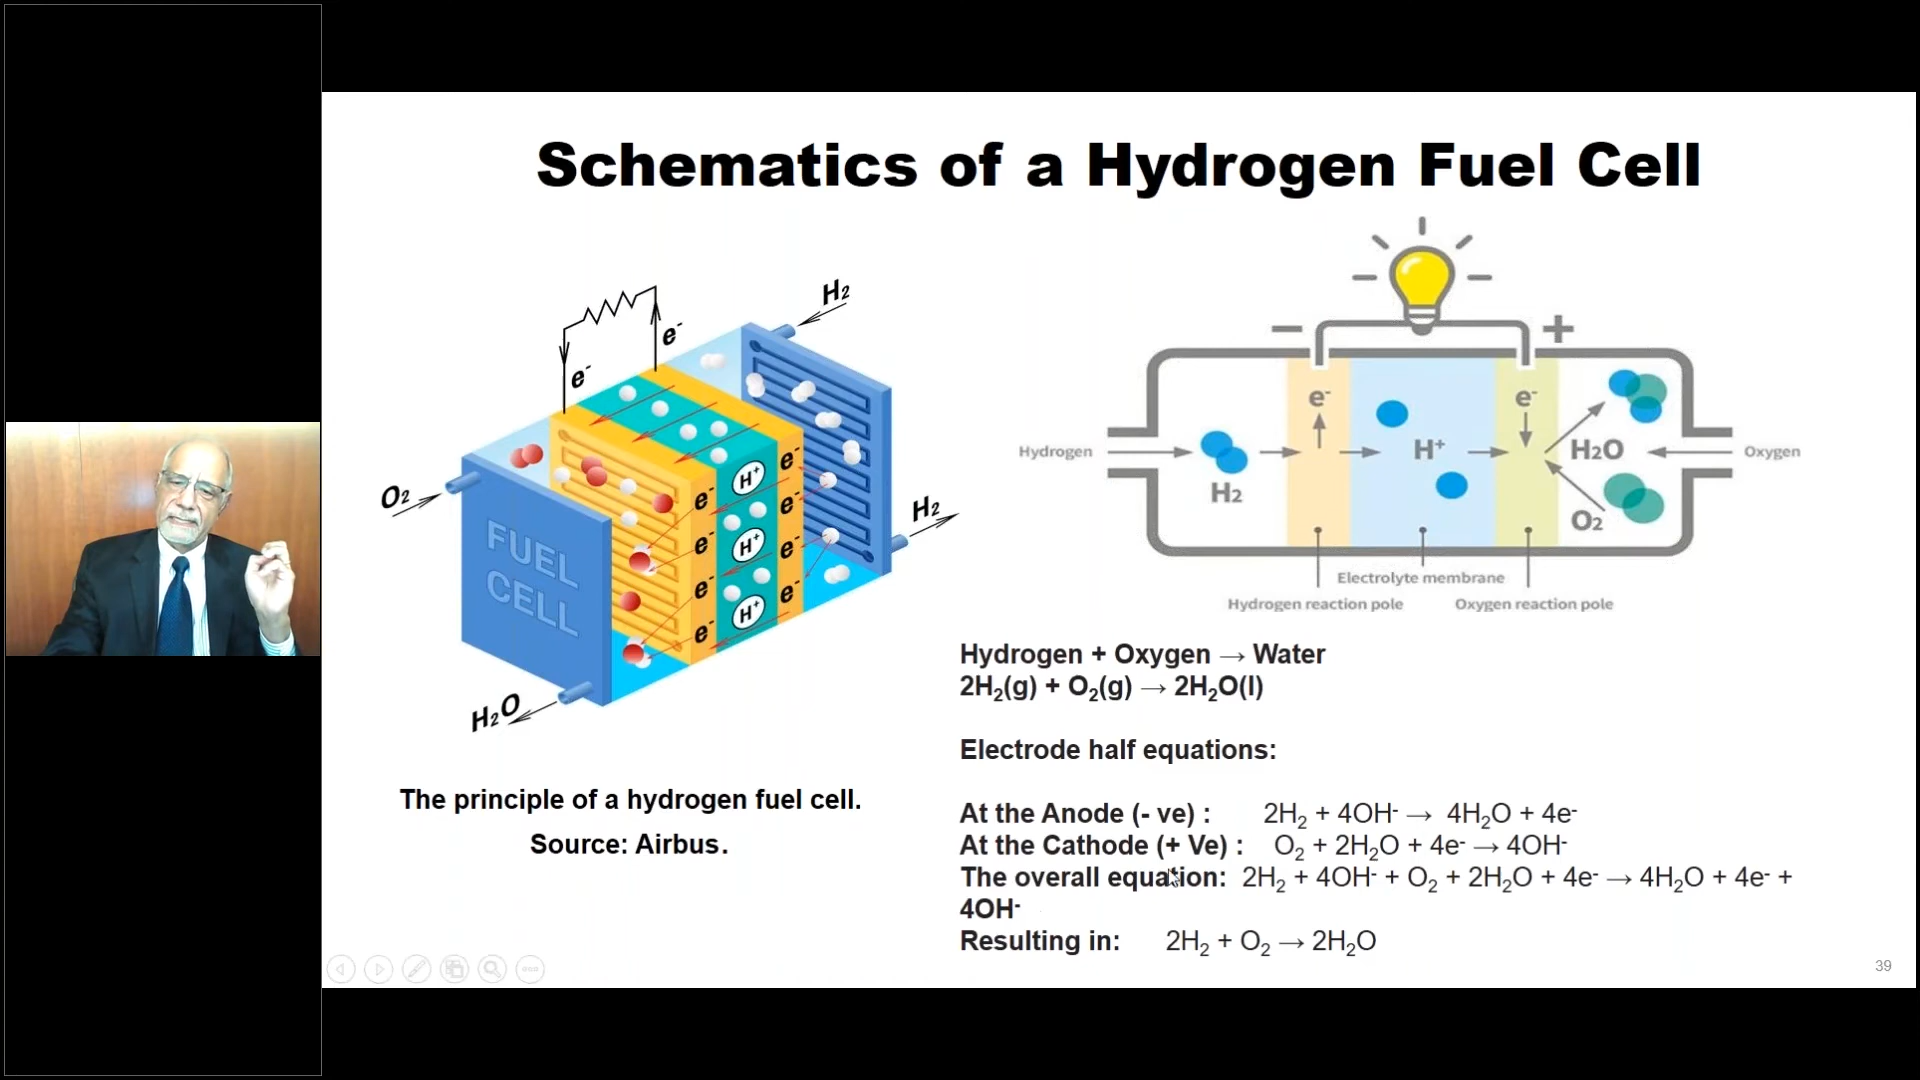 Schematics of a Hydrogen Fuel Cell
H₂
e⁻
e⁻
O₂
H₂
FUEL
CELL
e⁻ H⁺ e⁻
e⁻
e⁻ H⁺ e⁻
e⁻ H⁺ e⁻
e⁻
H₂O
The principle of a hydrogen fuel cell.
Source: Airbus.
− +
e⁻ e⁻
Hydrogen H₂ H⁺ H₂O Oxygen
O₂
Electrolyte membrane
Hydrogen reaction pole Oxygen reaction pole
Hydrogen + Oxygen → Water
2H₂(g) + O₂(g) → 2H₂O(l)
Electrode half equations:
At the Anode (- ve) : 2H₂ + 4OH⁻ → 4H₂O + 4e⁻
At the Cathode (+ Ve) : O₂ + 2H₂O + 4e⁻ → 4OH⁻
The overall equation: 2H₂ + 4OH⁻ + O₂ + 2H₂O + 4e⁻ → 4H₂O + 4e⁻ +
4OH⁻
Resulting in: 2H₂ + O₂ → 2H₂O
39